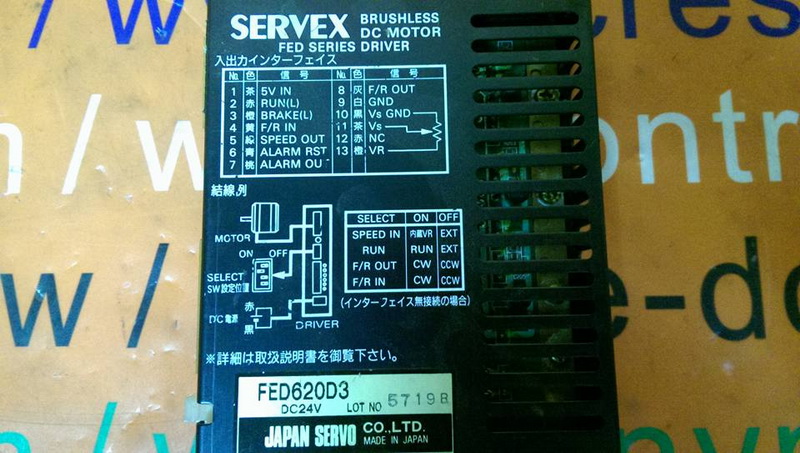 SERVEX BRUSHLESS DC MOTOR
FED SERIES DRIVER
入出力インターフェイス
No. 色 信号 No. 色 信号
1 茶 5V IN 8 灰 F/R OUT
2 赤 RUN(L) 9 白 GND
3 橙 BRAKE(L) 10 黒 Vs GND
4 黄 F/R IN 11 茶 Vs
5 緑 SPEED OUT 12 赤 NC
6 青 ALARM RST 13 橙 VR
7 桃 ALARM OU
結線例
MOTOR
ON OFF
SELECT
SW設定位置
DC電源
赤
黒
DRIVER
SELECT ON OFF
SPEED IN 内蔵VR EXT
RUN RUN EXT
F/R OUT CW CCW
F/R IN CW CCW
(インターフェイス無接続の場合)
※詳細は取扱説明書を御覧下さい。
FED620D3
DC24V LOT NO 5719B
JAPAN SERVO CO.,LTD.
MADE IN JAPAN